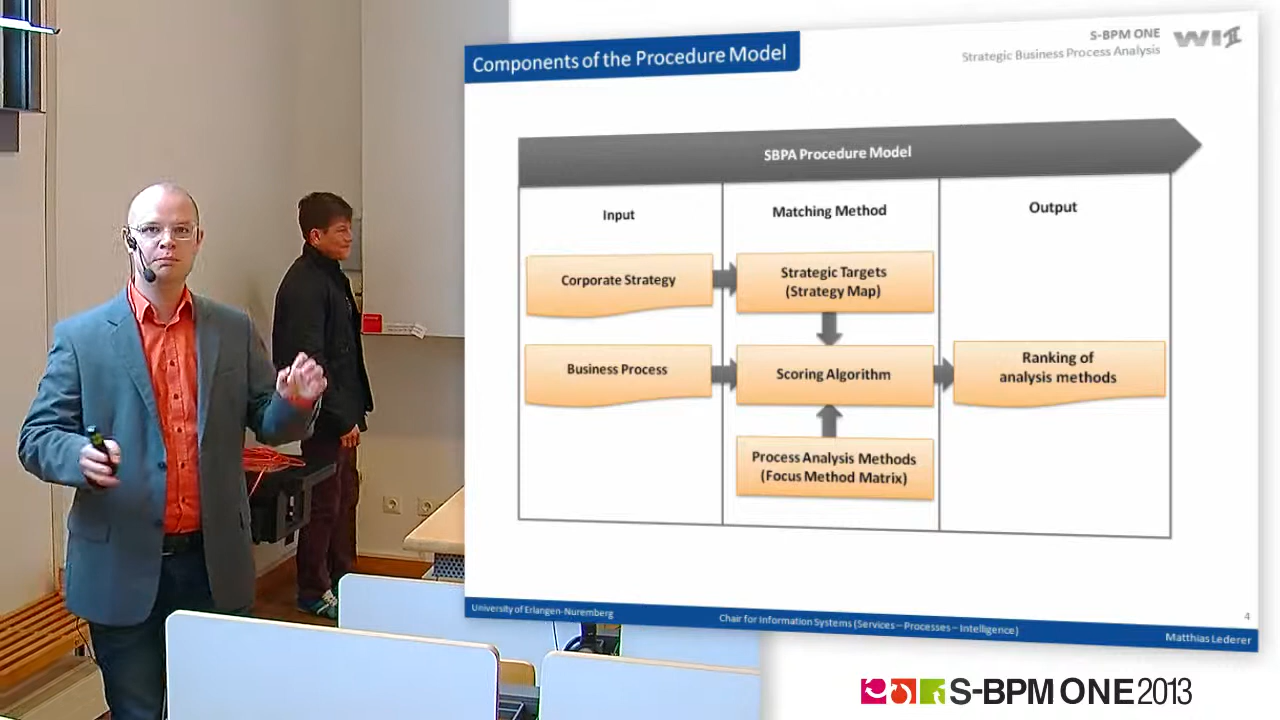 Components of the Procedure Model
S-BPM ONE
Strategic Business Process Analysis
WI II
SBPA Procedure Model
Input
Matching Method
Output
Corporate Strategy
Strategic Targets
(Strategy Map)
Business Process
Scoring Algorithm
Ranking of
analysis methods
Process Analysis Methods
(Focus Method Matrix)
4
University of Erlangen-Nuremberg
Chair for Information Systems (Services – Processes – Intelligence)
Matthias Lederer
S-BPM ONE 2013